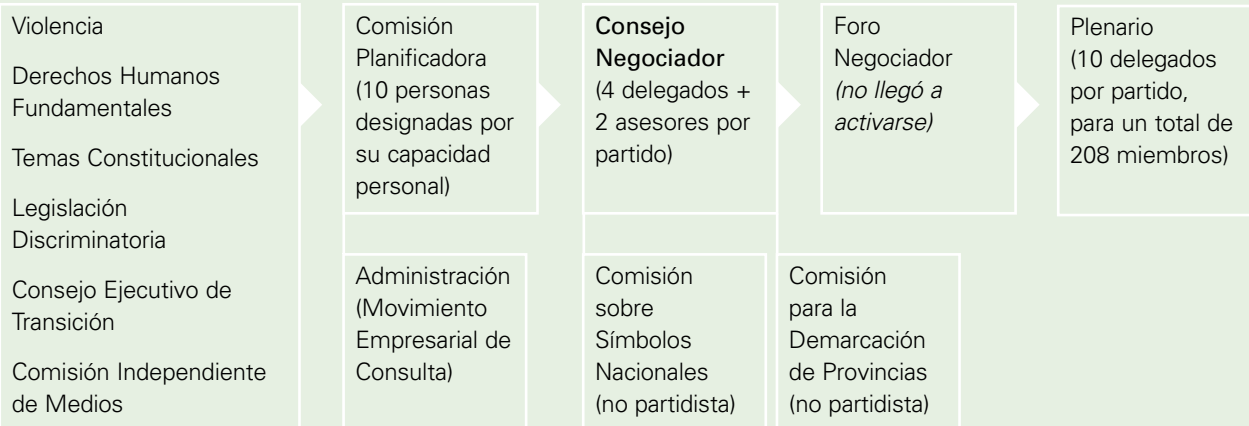 Violencia
Derechos Humanos
Fundamentales
Temas Constitucionales
Legislación
Discriminatoria
Consejo Ejecutivo de
Transición
Comisión Independiente
de Medios
Comisión
Planificadora
(10 personas
designadas por
su capacidad
personal)
Administración
(Movimiento
Empresarial de
Consulta)
Consejo
Negociador
(4 delegados +
2 asesores por
partido)
Comisión
sobre
Símbolos
Nacionales
(no partidista)
Comisión
para la
Demarcación
de Provincias
(no partidista)
Foro
Negociador
(no llegó a
activarse)
Plenario
(10 delegados
por partido,
para un total de
208 miembros)